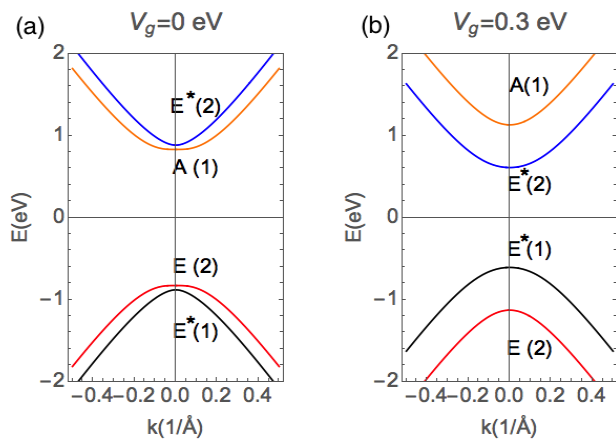 (a) V_g=0 eV
2
1
0
−1
−2
E(eV)
E*(2)
A (1)
E (2)
E*(1)
−0.4 −0.2 0.0 0.2 0.4
k(1/Å)
(b) V_g=0.3 eV
2
1
0
−1
−2
E(eV)
A(1)
E*(2)
E*(1)
E (2)
−0.4 −0.2 0.0 0.2 0.4
k(1/Å)